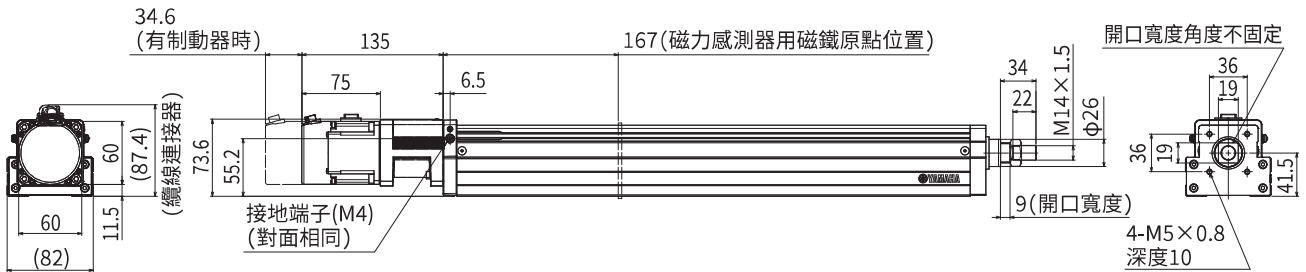 34.6
(有制動器時)
135
167(磁力感測器用磁鐵原點位置)
開口寬度角度不固定
75
6.5
34
22
M14×1.5
φ26
36
19
60
(87.4)
(纜線連接器)
73.6
55.2
36
19
41.5
YAMAHA
11.5
60
(82)
接地端子(M4)
(對面相同)
9(開口寬度)
4-M5×0.8
深度10